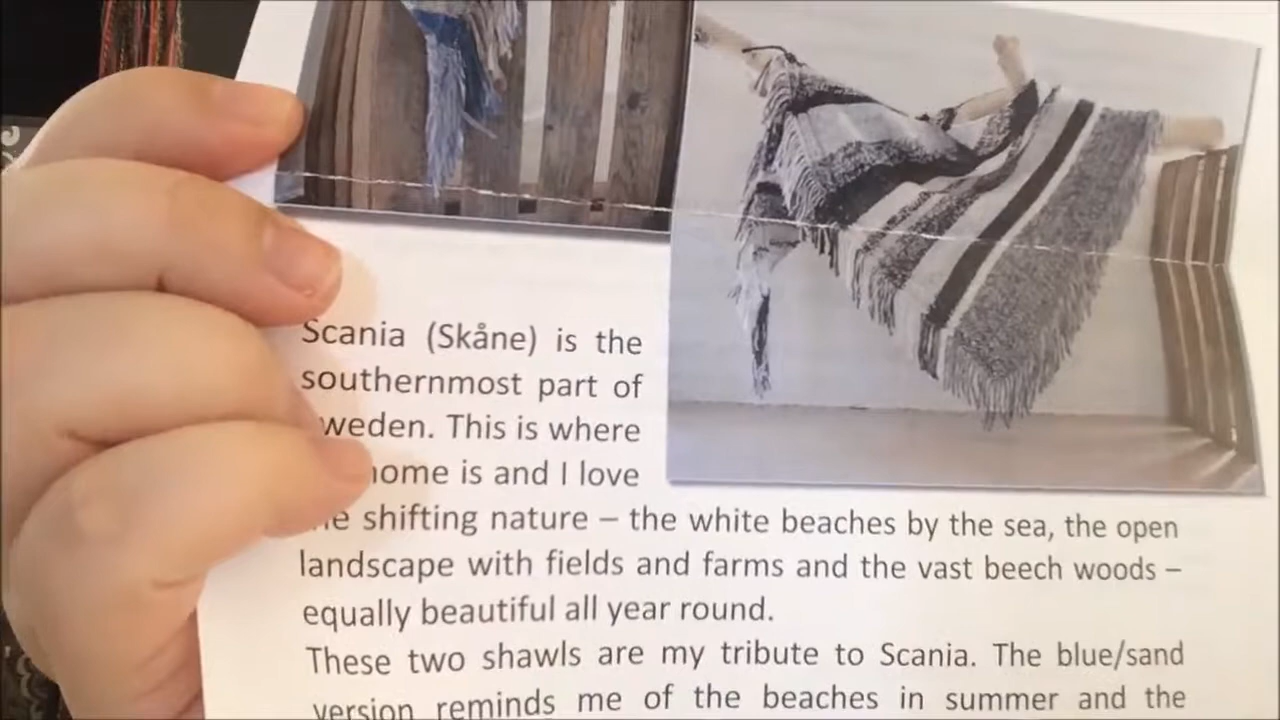 Scania (Skåne) is the
southernmost part of
weden. This is where
home is and I love
shifting nature – the white beaches by the sea, the open
landscape with fields and farms and the vast beech woods –
equally beautiful all year round.
These two shawls are my tribute to Scania. The blue/sand
version reminds me of the beaches in summer and the